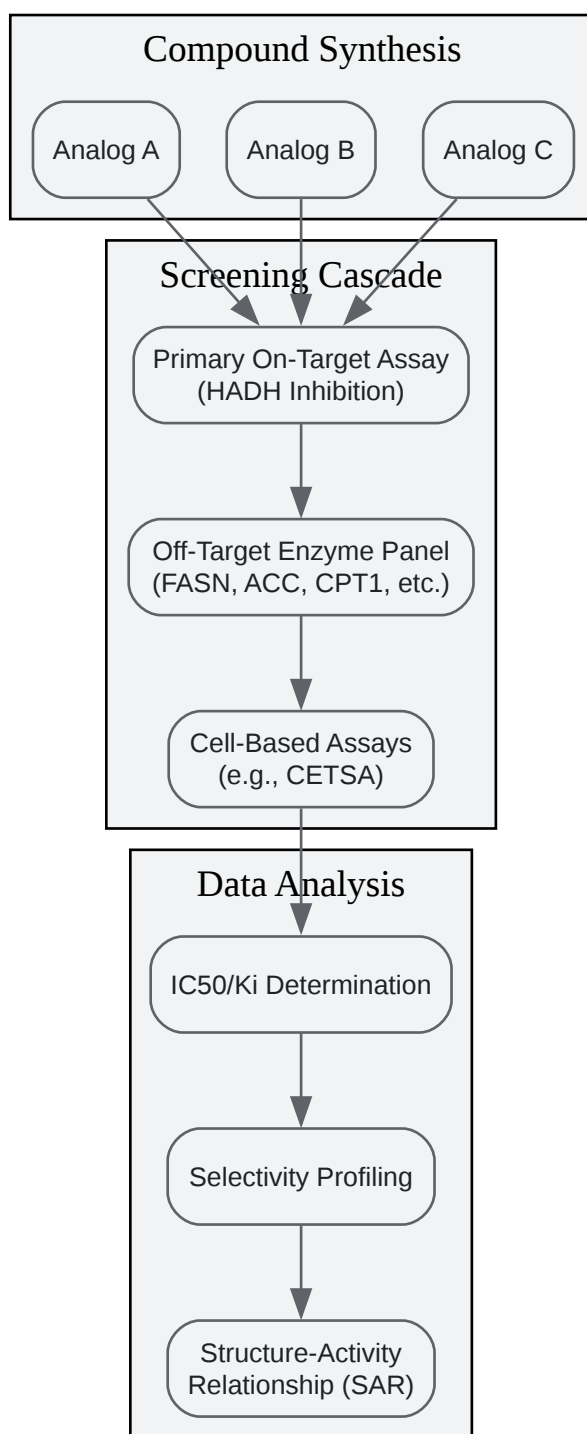 Compound Synthesis
Analog A
Analog B
Analog C
Screening Cascade
Primary On-Target Assay
(HADH Inhibition)
Off-Target Enzyme Panel
(FASN, ACC, CPT1, etc.)
Cell-Based Assays
(e.g., CETSA)
Data Analysis
IC50/Ki Determination
Selectivity Profiling
Structure-Activity
Relationship (SAR)